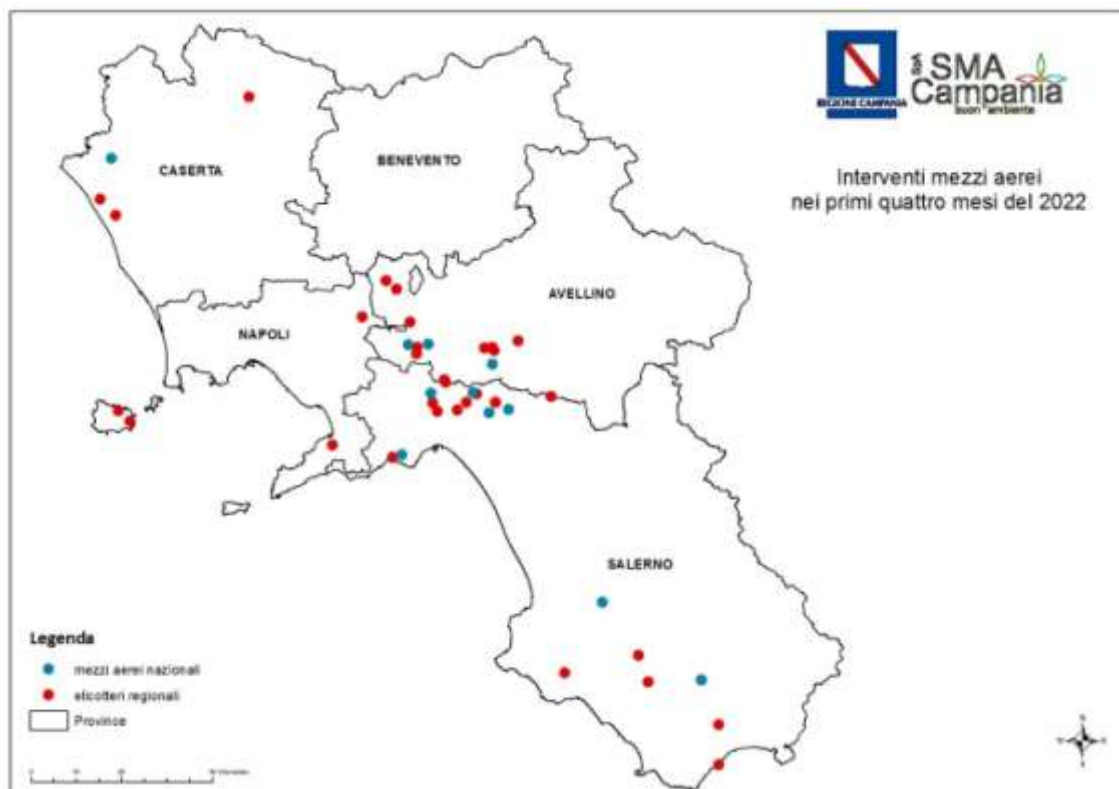 REGIONE CAMPANIA
SpA
SMA
Campania
buon ambiente
Interventi mezzi aerei
nei primi quattro mesi del 2022
CASERTA
BENEVENTO
AVELLINO
NAPOLI
SALERNO
Legenda
mezzi aerei nazionali
elicotteri regionali
Province